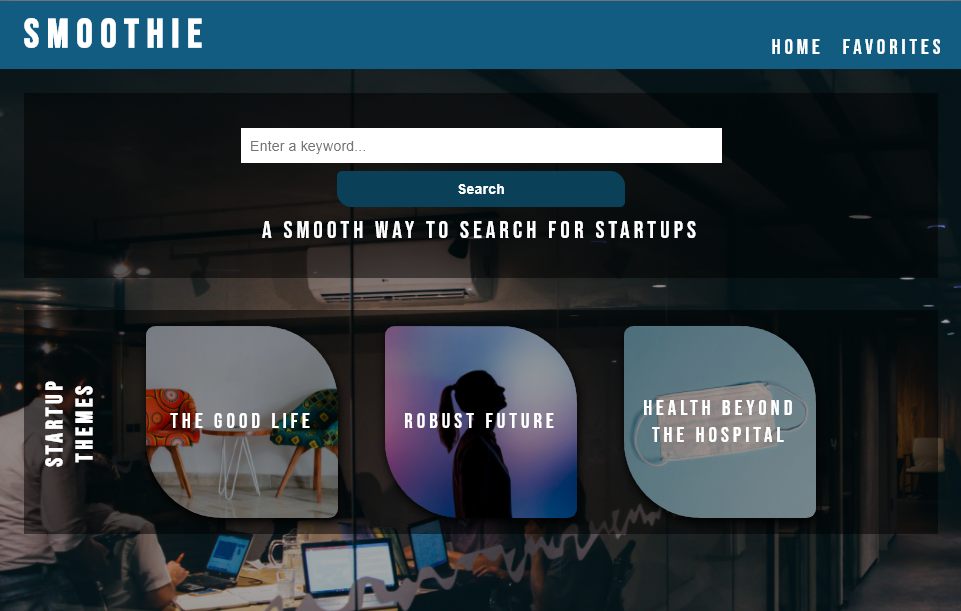 SMOOTHIE
HOME FAVORITES
Enter a keyword...
Search
A SMOOTH WAY TO SEARCH FOR STARTUPS
STARTUP
THEMES
THE GOOD LIFE
ROBUST FUTURE
HEALTH BEYOND
THE HOSPITAL